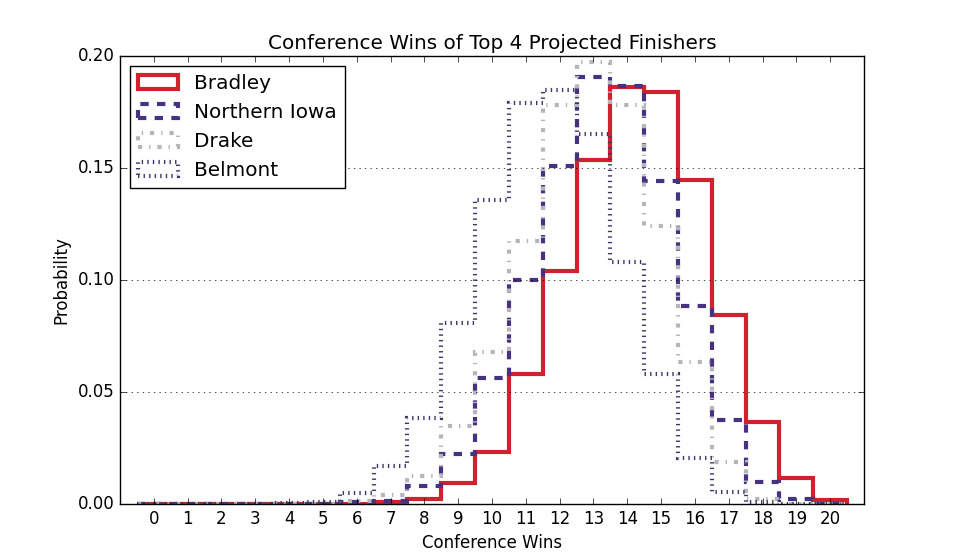 Conference Wins of Top 4 Projected Finishers
0.20
0.15
0.10
0.05
0.00
Probability
Bradley
Northern Iowa
Drake
Belmont
0 1 2 3 4 5 6 7 8 9 10 11 12 13 14 15 16 17 18 19 20
Conference Wins